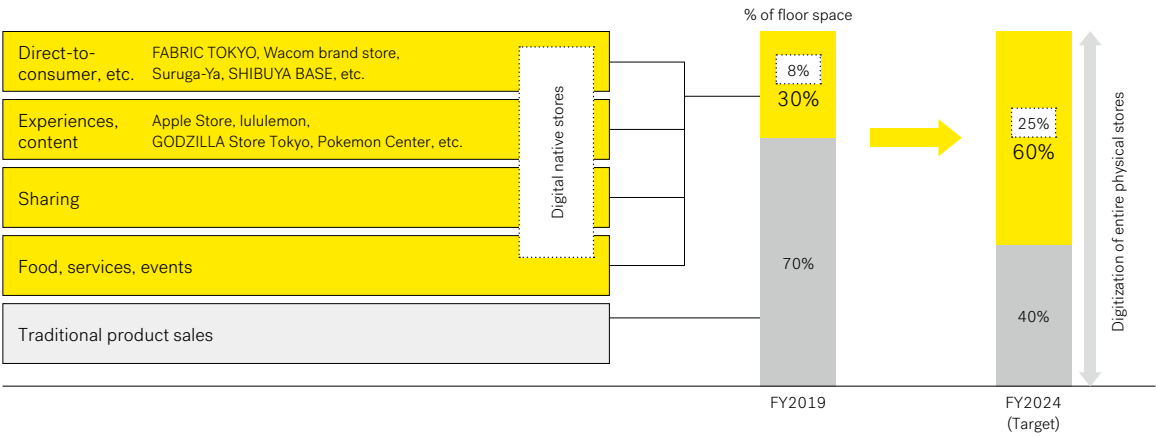 % of floor space
Direct-to-
consumer, etc.
FABRIC TOKYO, Wacom brand store,
Suruga-Ya, SHIBUYA BASE, etc.
Experiences,
content
Apple Store, lululemon,
GODZILLA Store Tokyo, Pokemon Center, etc.
Sharing
Food, services, events
Traditional product sales
Digital native stores
8%
30%
70%
FY2019
25%
60%
40%
FY2024
(Target)
Digitization of entire physical stores